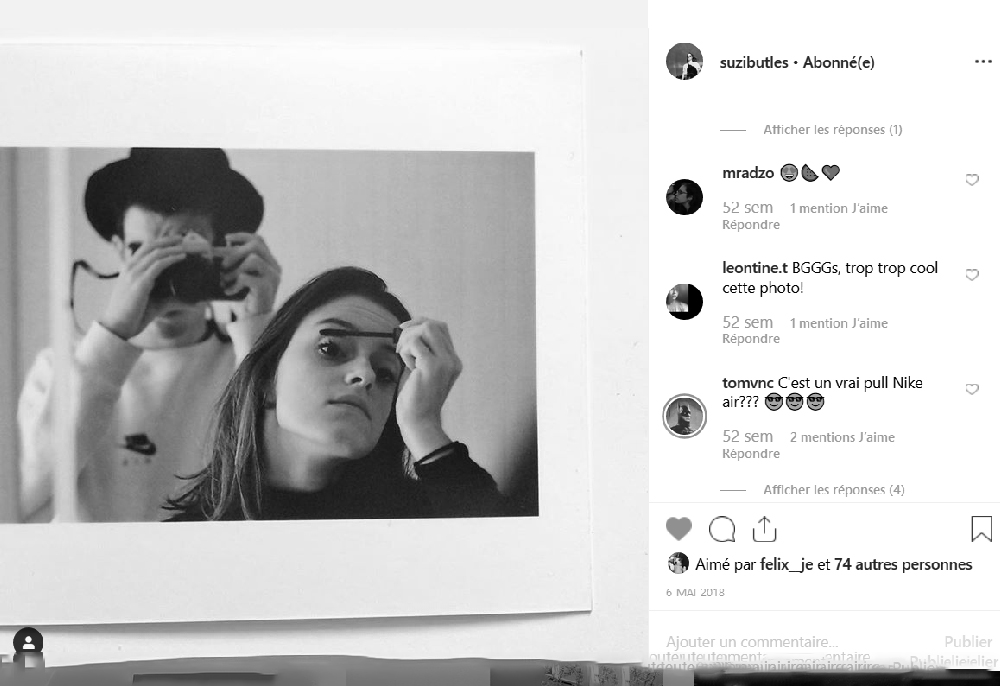 suzibutles • Abonné(e)
Afficher les réponses (1)
mradzo
52 sem 1 mention J'aime
Répondre
leontine.t BGGGs, trop trop cool
cette photo!
52 sem 1 mention J'aime
Répondre
tomvnc C'est un vrai pull Nike
air???
52 sem 2 mentions J'aime
Répondre
Afficher les réponses (4)
Aimé par felix__je et 74 autres personnes
6 MAI 2018
Ajouter un commentaire... Publier